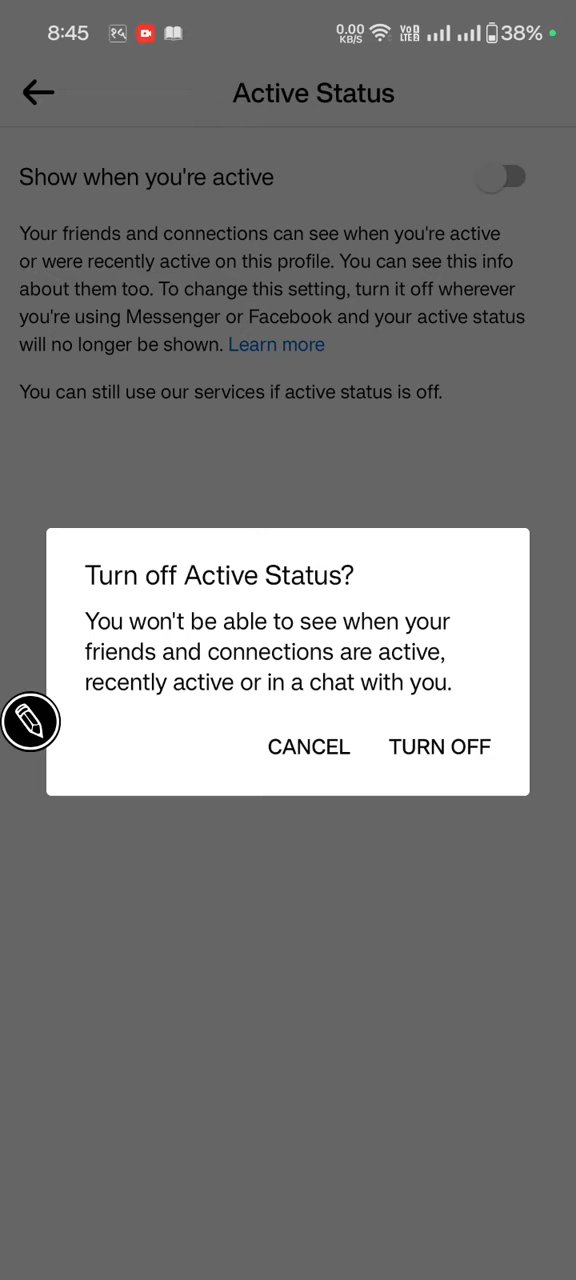 8:45
0.00
KB/S
VoD
LTED
38%
Active Status
Show when you're active
Your friends and connections can see when you're active
or were recently active on this profile. You can see this info
about them too. To change this setting, turn it off wherever
you're using Messenger or Facebook and your active status
will no longer be shown. Learn more
You can still use our services if active status is off.
Turn off Active Status?
You won't be able to see when your
friends and connections are active,
recently active or in a chat with you.
CANCEL TURN OFF